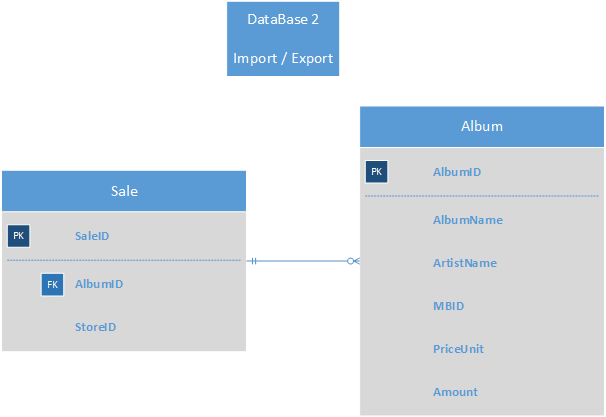 DataBase 2
Import / Export
Album
PK AlbumID
AlbumName
ArtistName
MBID
PriceUnit
Amount
Sale
PK SaleID
FK AlbumID
StoreID